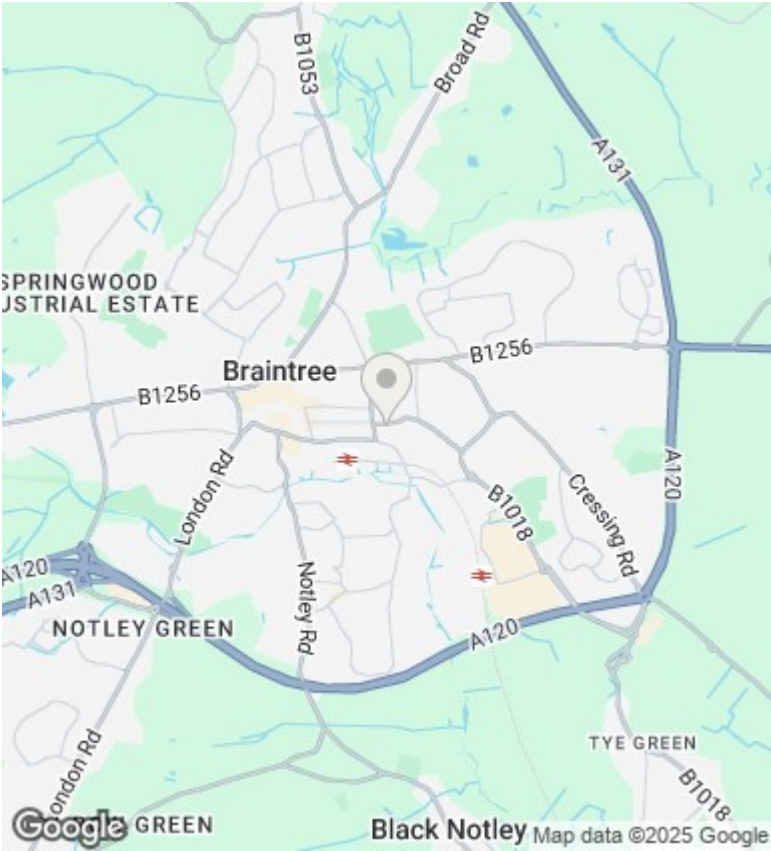 B1053
Broad Rd
A131
SPRINGWOOD
USTRIAL ESTATE
B1256
Braintree
B1256
London Rd
B1018
Cressing Rd
A120
A120
A131
Notley Rd
NOTLEY GREEN
A120
TYE GREEN
London Rd
B1018
Google
GREEN
Black Notley
Map data ©2025 Google